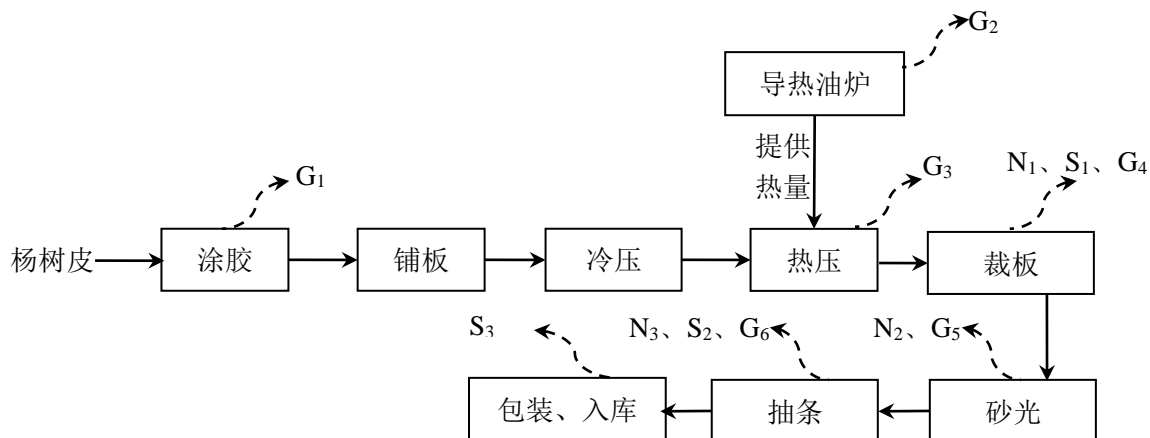 G₂
导热油炉
提供
热量
N₁、S₁、G₄
G₃
G₁
杨树皮
涂胶
铺板
冷压
热压
裁板
S₃
N₃、S₂、G₆
N₂、G₅
包装、入库
抽条
砂光